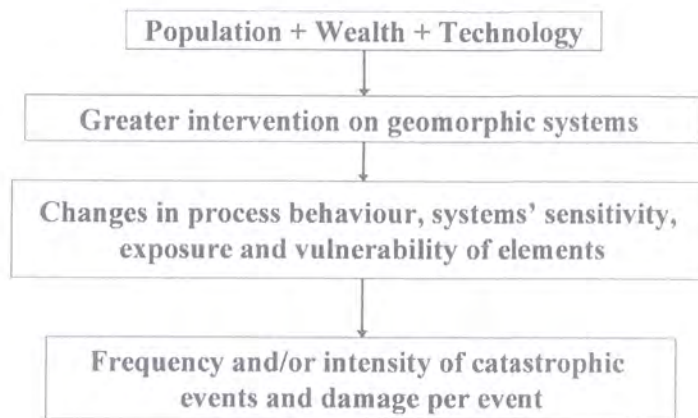 Population + Wealth + Technology
Greater intervention on geomorphic systems
Changes in process behaviour, systems' sensitivity,
exposure and vulnerability of elements
Frequency and/or intensity of catastrophic
events and damage per event